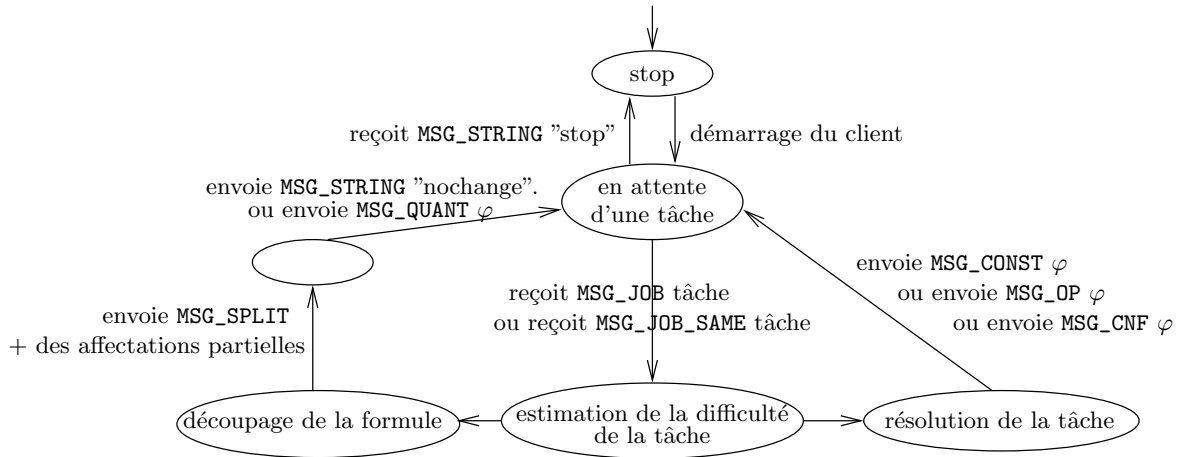 stop
reçoit MSG_STRING ”stop”
démarrage du client
envoie MSG_STRING ”nochange”.
ou envoie MSG_QUANT φ
en attente
d'une tâche
envoie MSG_CONST φ
ou envoie MSG_OP φ
ou envoie MSG_CNF φ
reçoit MSG_JOB tâche
ou reçoit MSG_JOB_SAME tâche
envoie MSG_SPLIT
+ des affectations partielles
découpage de la formule
estimation de la difficulté
de la tâche
résolution de la tâche